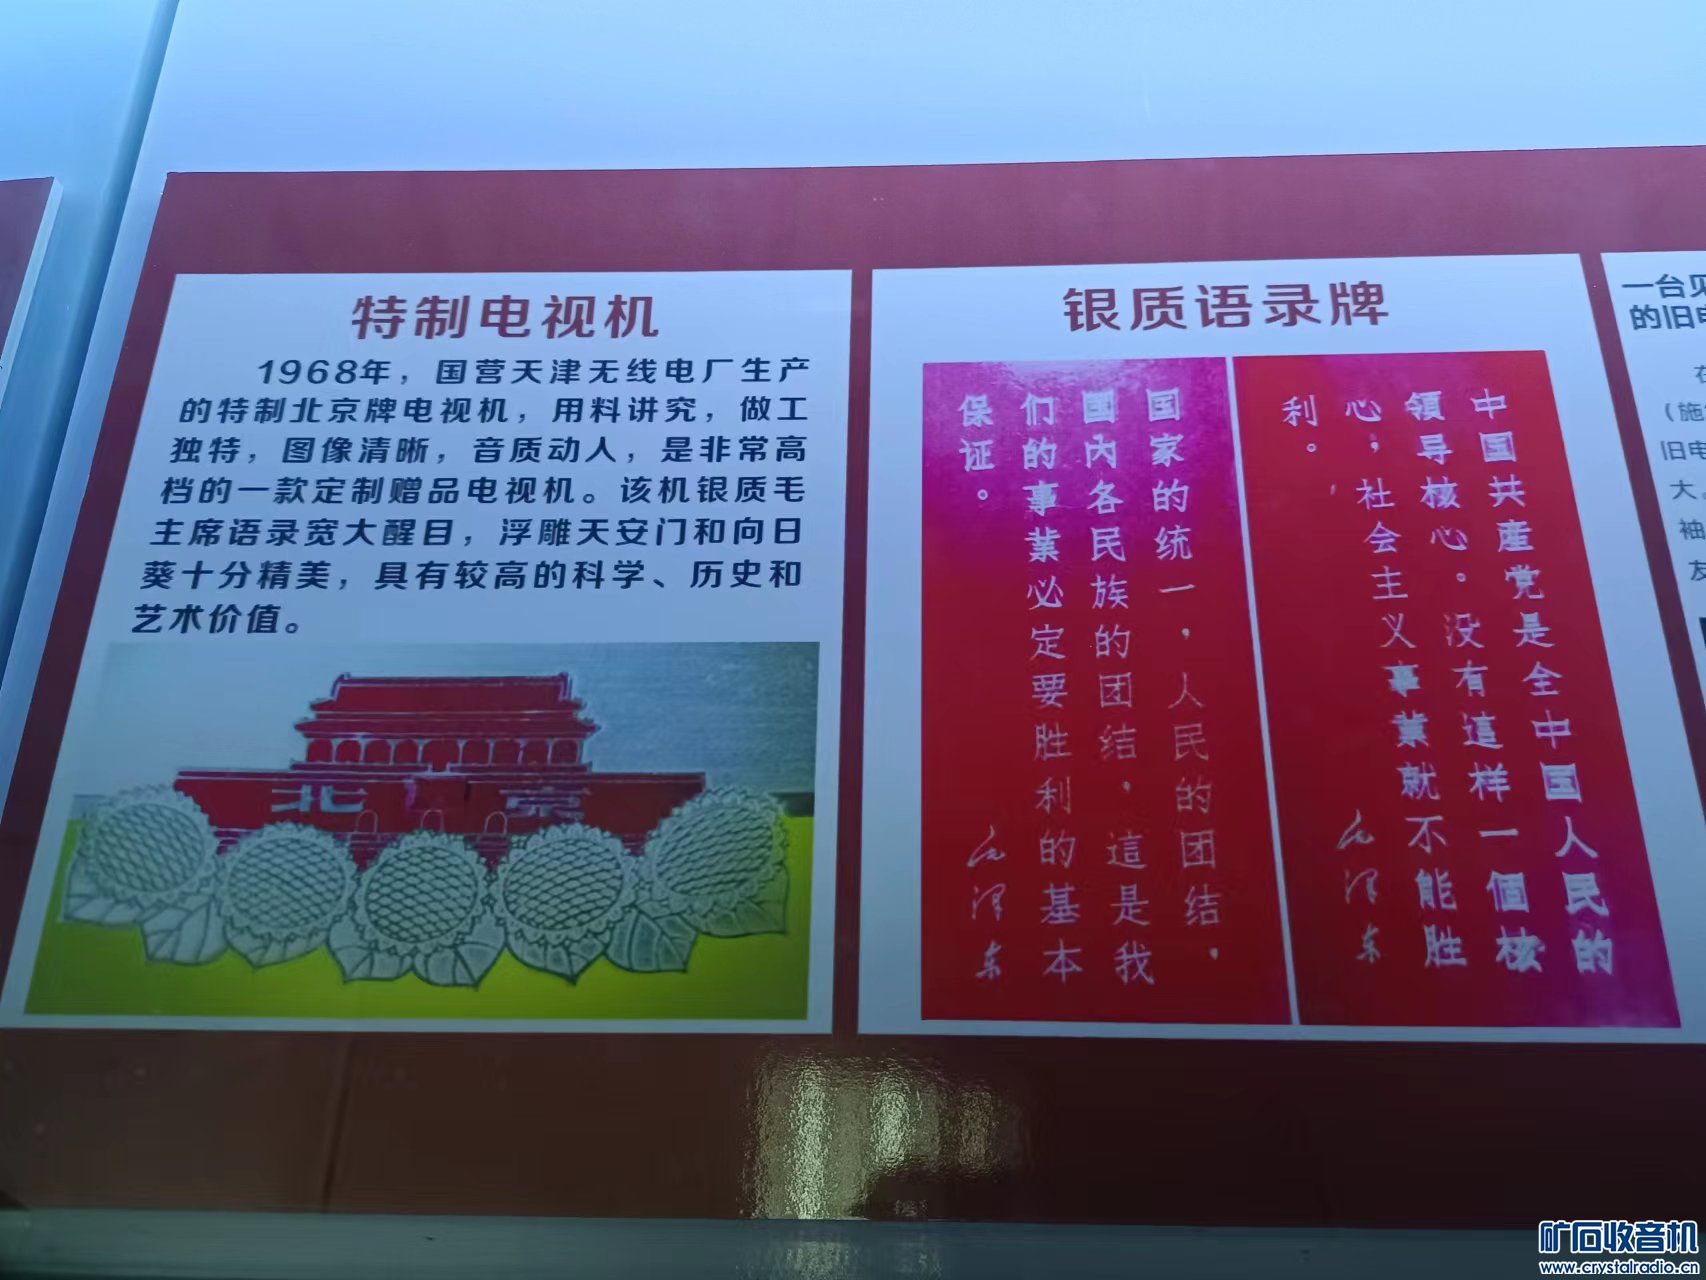 特制电视机
1968年，国营天津无线电厂生产
的特制北京牌电视机，用料讲究，做工
独特，图像清晰，音质动人，是非常高
档的一款定制赠品电视机。该机银质毛
主席语录宽大醒目，浮雕天安门和向日
葵十分精美，具有较高的科学、历史和
艺术价值。
北京
银质语录牌
中国共産党是全中国人民的
領导核心。没有這样一個核
心，社会主义事業就不能胜
利。
毛泽东
国家的统一，人民的团结，
國内各民族的团结，這是我
们的事業必定要胜利的基本
保证。
毛泽东
一台见
的旧电
在
（施
旧电
大
袖
友
矿石收音机
www.crystalradio.cn